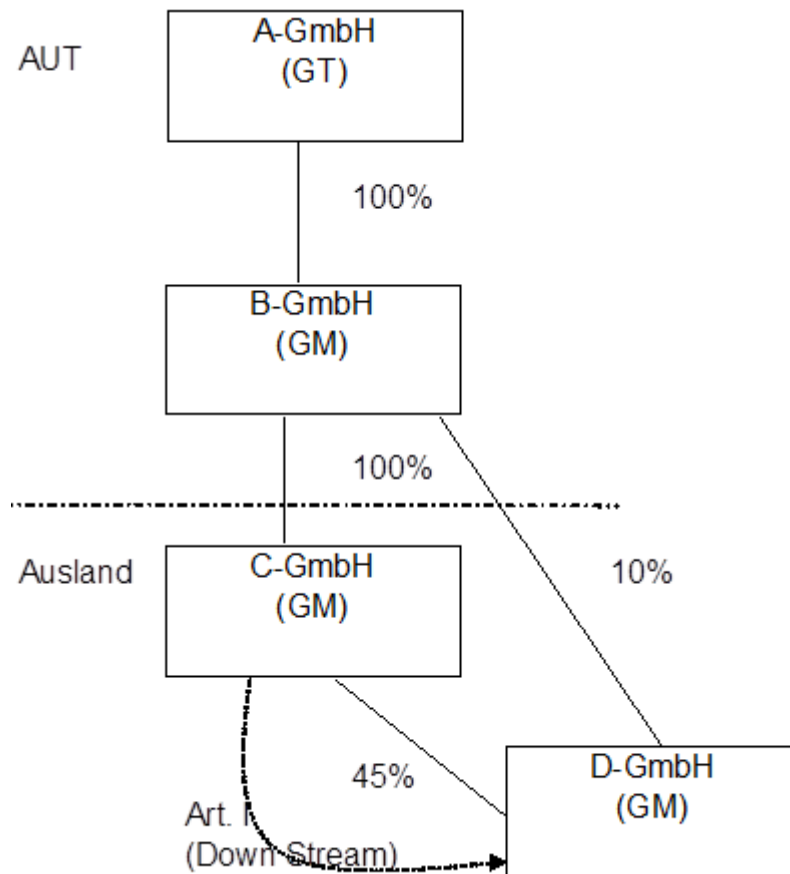 A-GmbH
(GT)
AUT
100%
B-GmbH
(GM)
100%
Ausland
C-GmbH
(GM)
10%
45%
D-GmbH
(GM)
Art. I
(Down Stream)